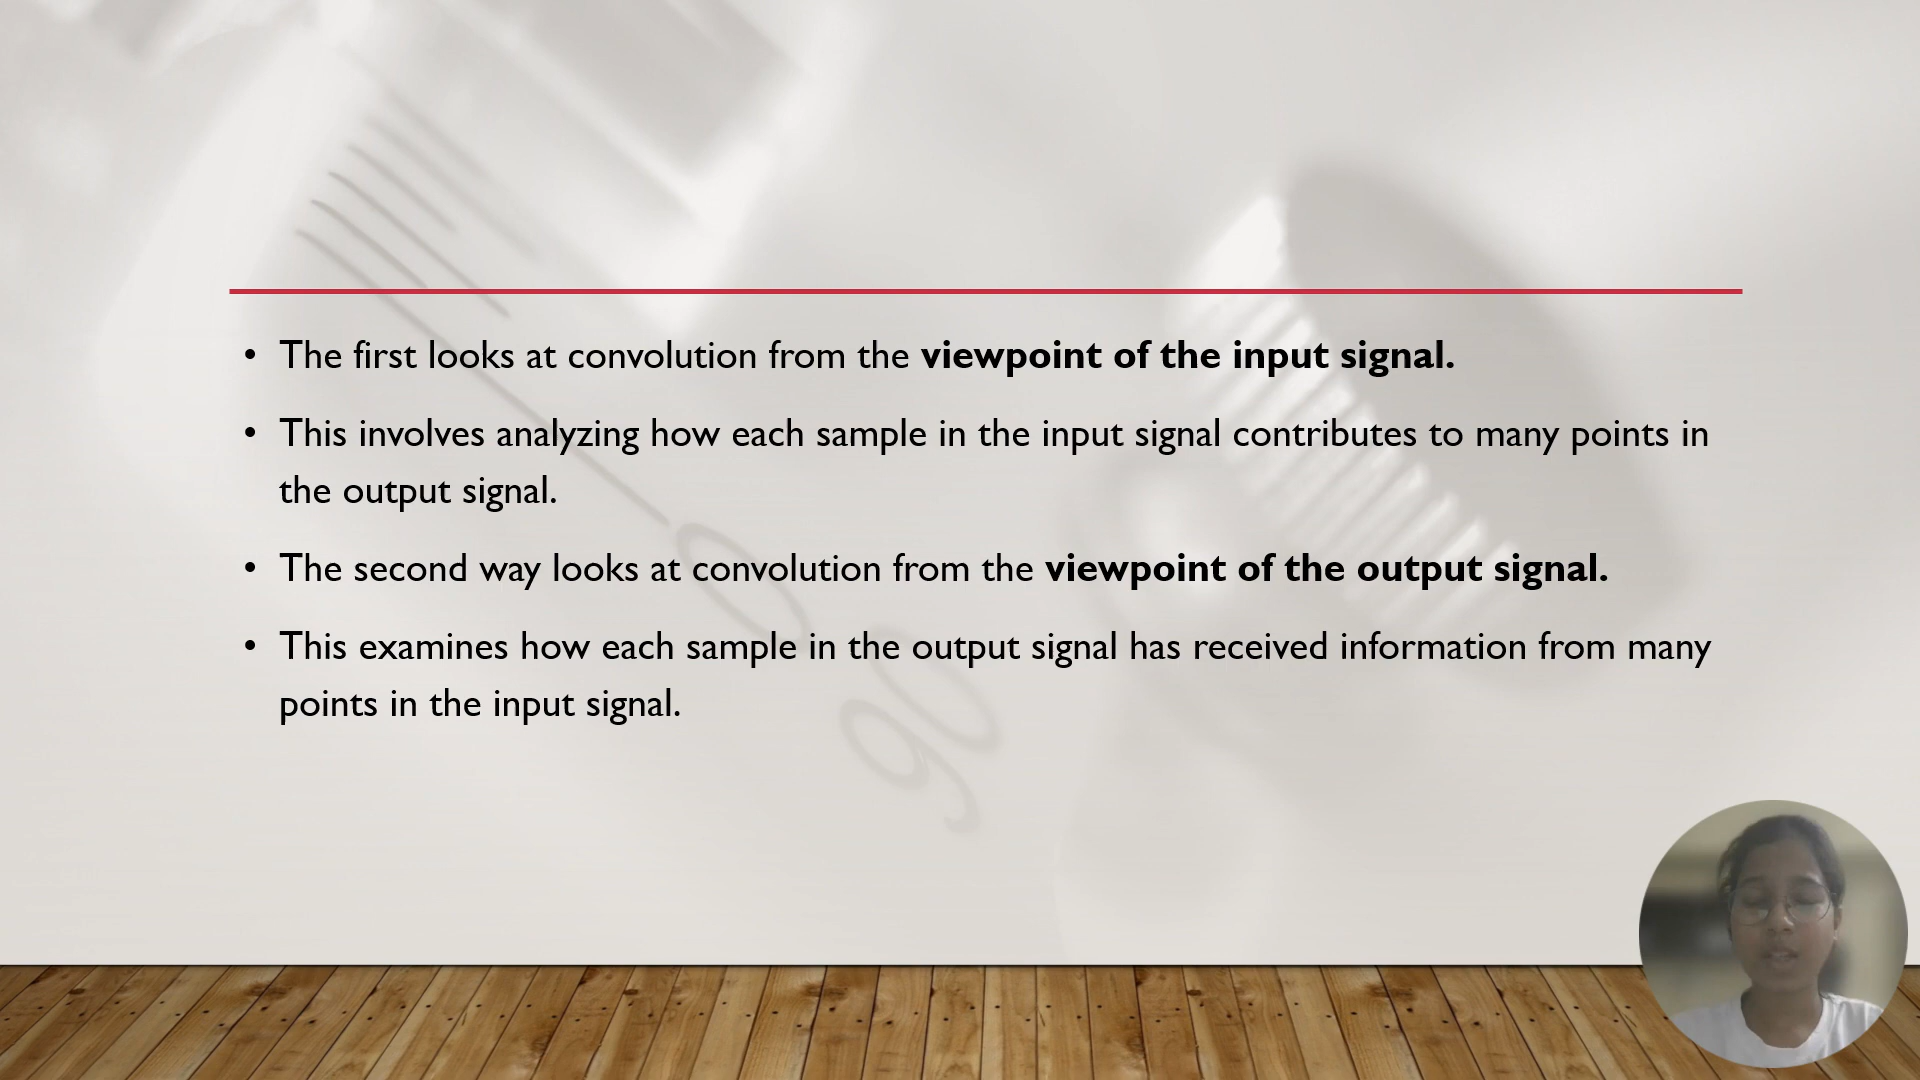 • The first looks at convolution from the viewpoint of the input signal.
• This involves analyzing how each sample in the input signal contributes to many points in
the output signal.
• The second way looks at convolution from the viewpoint of the output signal.
• This examines how each sample in the output signal has received information from many
points in the input signal.
90